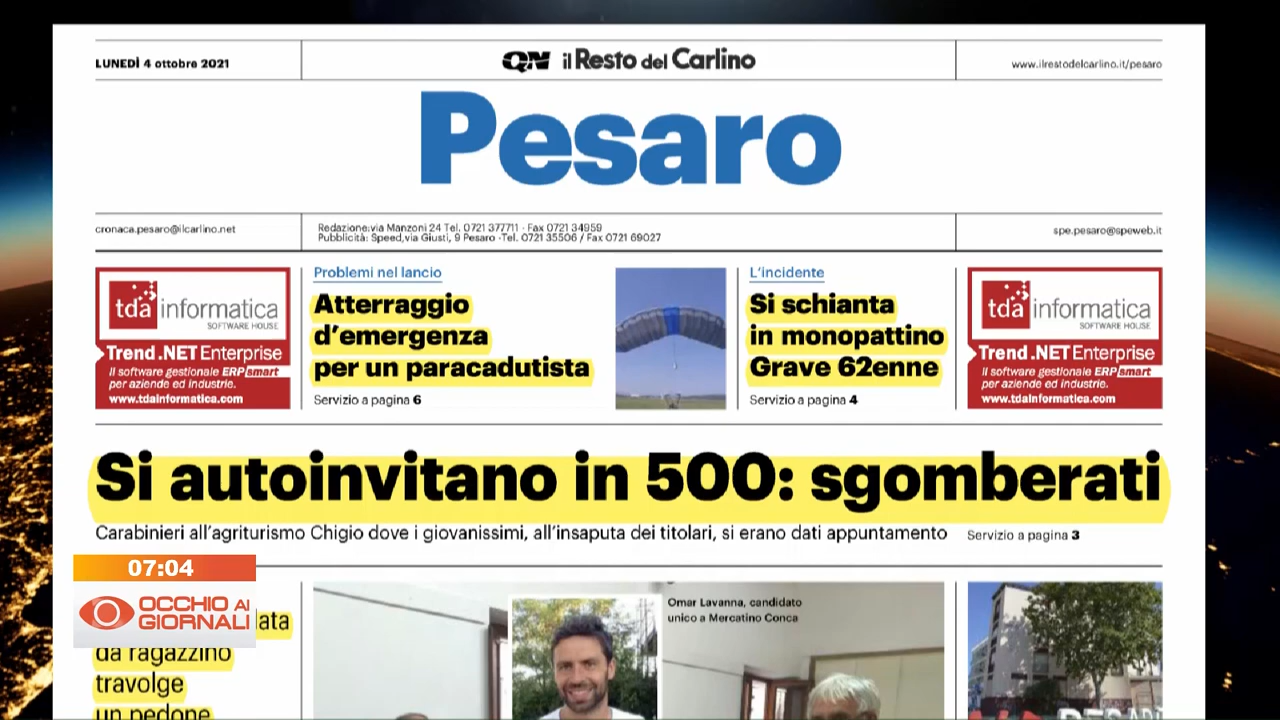 LUNEDÌ 4 ottobre 2021
QN il Resto del Carlino
www.ilrestodelcarlino.it/pesaro
Pesaro
cronaca.pesaro@ilcarlino.net
Redazione:via Manzoni 24 Tel. 0721 377711 - Fax 0721 34959
Pubblicità: Speed,via Giusti, 9 Pesaro -Tel. 0721 35506 / Fax 0721 69027
spe.pesaro@speweb.it
tda informatica
SOFTWARE HOUSE
Trend .NET Enterprise
Il software gestionale ERP smart
per aziende ed industrie.
www.tdainformatica.com
Problemi nel lancio
Atterraggio
d'emergenza
per un paracadutista
Servizio a pagina 6
L'incidente
Si schianta
in monopattino
Grave 62enne
Servizio a pagina 4
tda informatica
SOFTWARE HOUSE
Trend .NET Enterprise
Il software gestionale ERP smart
per aziende ed industrie.
www.tdainformatica.com
Si autoinvitano in 500: sgomberati
Carabinieri all'agriturismo Chigio dove i giovanissimi, all'insaputa dei titolari, si erano dati appuntamento
Servizio a pagina 3
07:04
OCCHIO AI
GIORNALI
da ragazzino
travolge
un pedone
Omar Lavanna, candidato
unico a Mercatino Conca